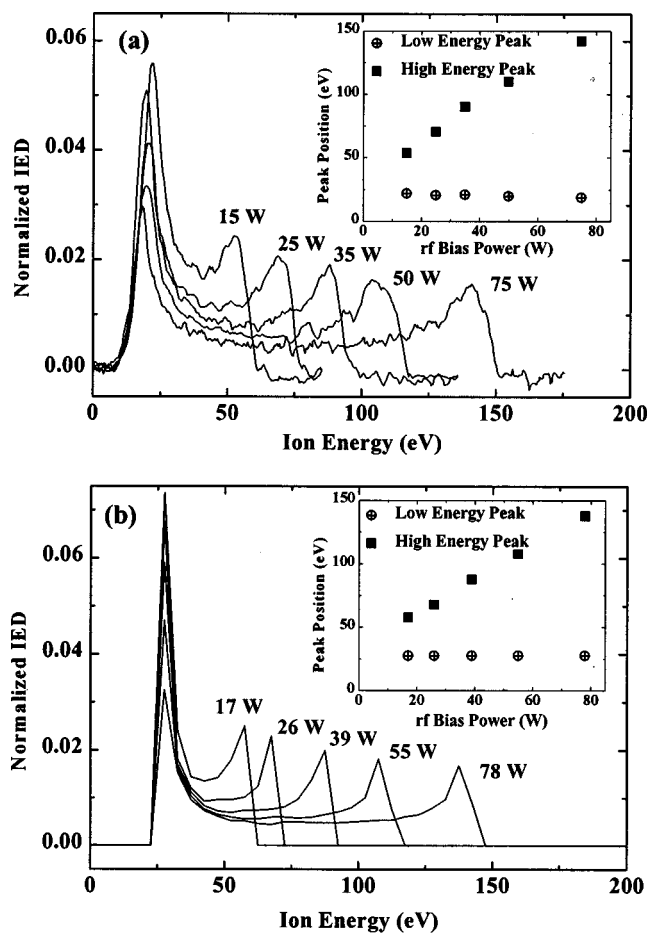 (a)
0.06
0.04
0.02
0.00
Normalized IED
15 W
25 W
35 W
50 W
75 W
0
50
100
150
200
Ion Energy (eV)
150
100
50
0
Peak Position (eV)
Low Energy Peak
High Energy Peak
0
20
40
60
80
rf Bias Power (W)
(b)
0.06
0.04
0.02
0.00
Normalized IED
17 W
26 W
39 W
55 W
78 W
0
50
100
150
200
Ion Energy (eV)
150
100
50
0
Peak Position (eV)
Low Energy Peak
High Energy Peak
0
20
40
60
80
rf Bias Power (W)